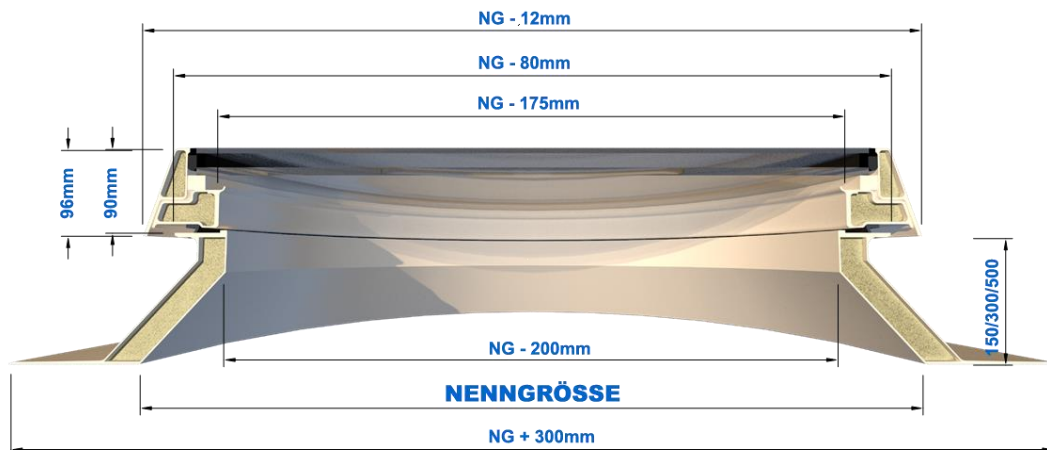 NG - 12mm
NG - 80mm
NG - 175mm
96mm
90mm
150/300/500
NG - 200mm
NENNGRÖSSE
NG + 300mm